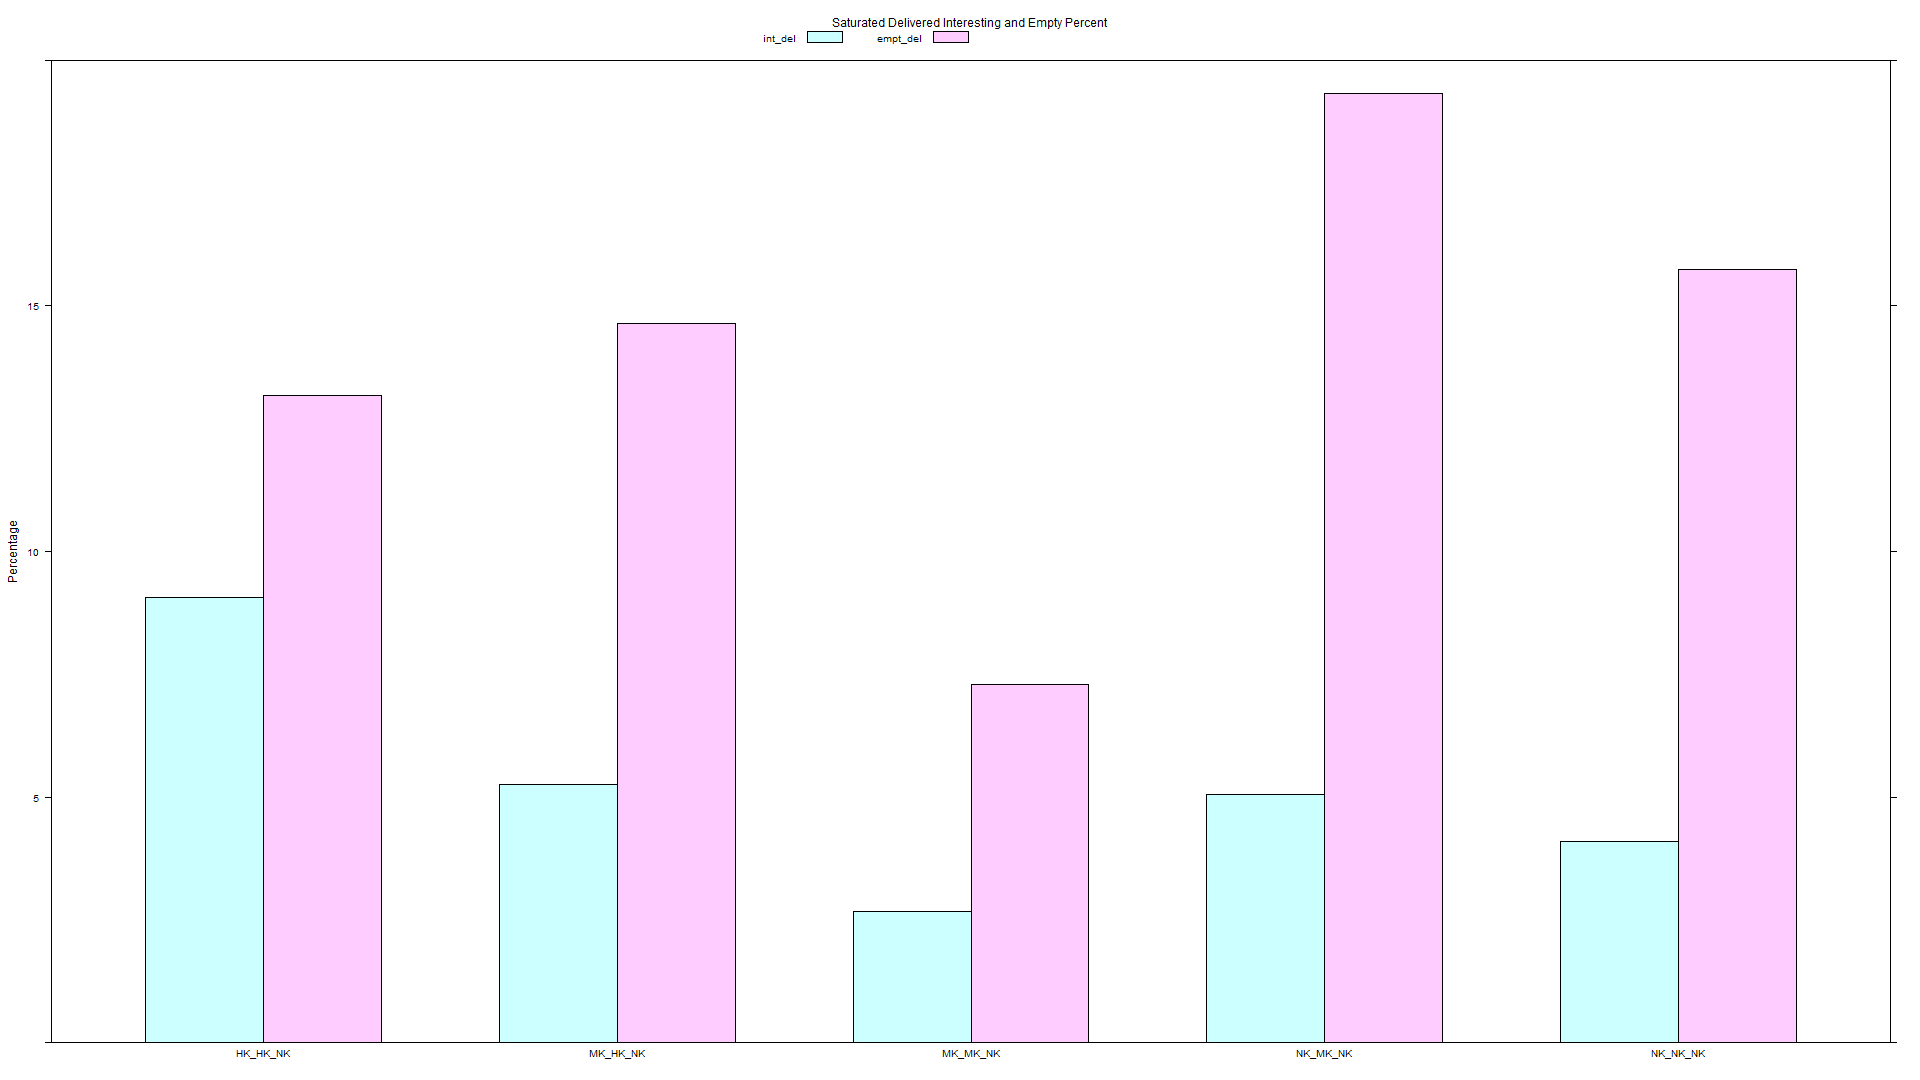 Saturated Delivered Interesting and Empty Percent
int_del empt_del
15
10
5
Percentage
HK_HK_NK MK_HK_NK MK_MK_NK NK_MK_NK NK_NK_NK